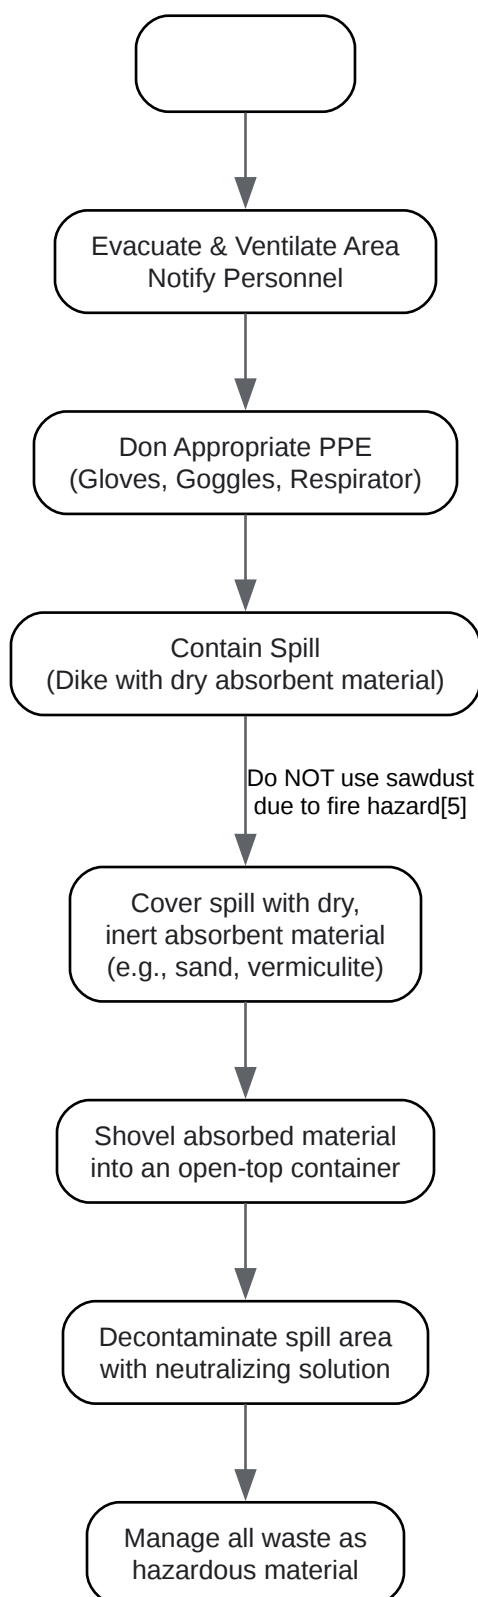 Evacuate & Ventilate Area
Notify Personnel
Don Appropriate PPE
(Gloves, Goggles, Respirator)
Contain Spill
(Dike with dry absorbent material)
Do NOT use sawdust
due to fire hazard[5]
Cover spill with dry,
inert absorbent material
(e.g., sand, vermiculite)
Shovel absorbed material
into an open-top container
Decontaminate spill area
with neutralizing solution
Manage all waste as
hazardous material